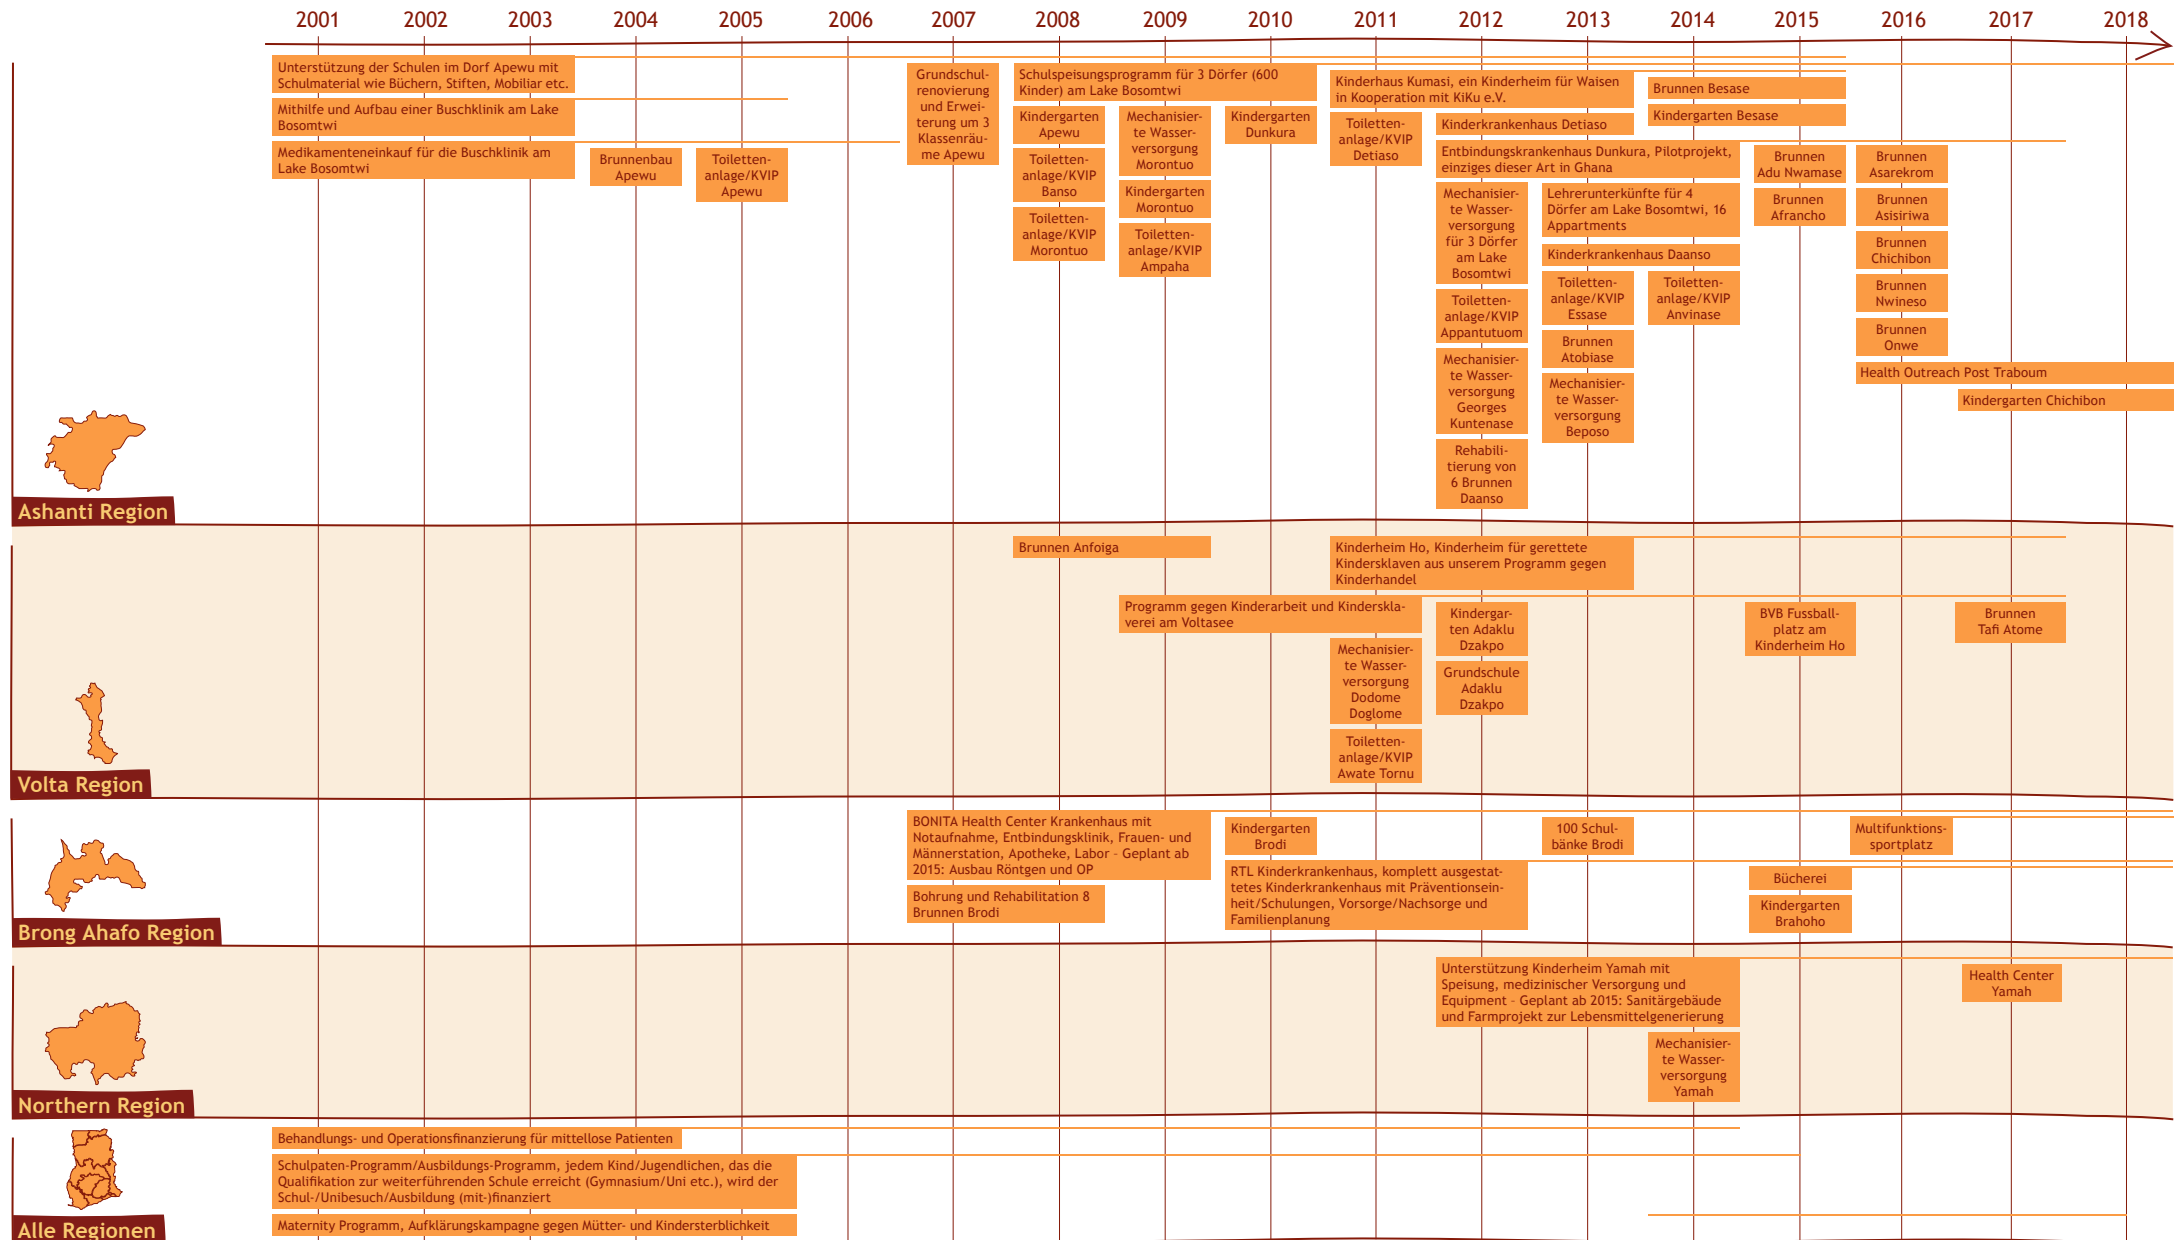 2001 2002 2003 2004 2005 2006 2007 2008 2009 2010 2011 2012 2013 2014 2015 2016 2017 2018
Unterstützung der Schulen im Dorf Apewu mit
Schulmaterial wie Büchern, Stiften, Mobiliar etc.
Mithilfe und Aufbau einer Buschklinik am Lake
Bosomtwi
Medikamenteneinkauf für die Buschklinik am
Lake Bosomtwi
Brunnenbau
Apewu
Toiletten-
anlage/KVIP
Apewu
Grundschul-
renovierung
und Erwei-
terung um 3
Klassenräu-
me Apewu
Schulspeisungsprogramm für 3 Dörfer (600
Kinder) am Lake Bosomtwi
Kindergarten
Apewu
Toiletten-
anlage/KVIP
Banso
Toiletten-
anlage/KVIP
Morontuo
Mechanisier-
te Wasser-
versorgung
Morontuo
Kindergarten
Morontuo
Toiletten-
anlage/KVIP
Ampaha
Kindergarten
Dunkura
Kinderhaus Kumasi, ein Kinderheim für Waisen
in Kooperation mit KiKu e.V.
Toiletten-
anlage/KVIP
Detiaso
Kinderkrankenhaus Detiaso
Entbindungskrankenhaus Dunkura, Pilotprojekt,
einziges dieser Art in Ghana
Mechanisier-
te Wasser-
versorgung
für 3 Dörfer
am Lake
Bosomtwi
Toiletten-
anlage/KVIP
Appantutuom
Mechanisier-
te Wasser-
versorgung
Georges
Kuntenase
Rehabili-
tierung von
6 Brunnen
Daanso
Lehrerunterkünfte für 4
Dörfer am Lake Bosomtwi, 16
Appartments
Kinderkrankenhaus Daanso
Toiletten-
anlage/KVIP
Essase
Brunnen
Atobiase
Mechanisier-
te Wasser-
versorgung
Beposo
Brunnen Besase
Kindergarten Besase
Toiletten-
anlage/KVIP
Anvinase
Brunnen
Adu Nwamase
Brunnen
Afrancho
Brunnen
Asarekrom
Brunnen
Asisiriwa
Brunnen
Chichibon
Brunnen
Nwineso
Brunnen
Onwe
Health Outreach Post Traboum
Kindergarten Chichibon
Ashanti Region
Brunnen Anfoiga
Programm gegen Kinderarbeit und Kinderskla-
verei am Voltasee
Kinderheim Ho, Kinderheim für gerettete
Kindersklaven aus unserem Programm gegen
Kinderhandel
Mechanisier-
te Wasser-
versorgung
Dodome
Doglome
Toiletten-
anlage/KVIP
Awate Tornu
Kindergar-
ten Adaklu
Dzakpo
Grundschule
Adaklu
Dzakpo
BVB Fussball-
platz am
Kinderheim Ho
Brunnen
Tafi Atome
Volta Region
BONITA Health Center Krankenhaus mit
Notaufnahme, Entbindungsklinik, Frauen- und
Männerstation, Apotheke, Labor – Geplant ab
2015: Ausbau Röntgen und OP
Bohrung und Rehabilitation 8
Brunnen Brodi
Kindergarten
Brodi
RTL Kinderkrankenhaus, komplett ausgestat-
tetes Kinderkrankenhaus mit Präventionsein-
heit/Schulungen, Vorsorge/Nachsorge und
Familienplanung
100 Schul-
bänke Brodi
Bücherei
Kindergarten
Brahoho
Multifunktions-
sportplatz
Brong Ahafo Region
Unterstützung Kinderheim Yamah mit
Speisung, medizinischer Versorgung und
Equipment – Geplant ab 2015: Sanitärgebäude
und Farmprojekt zur Lebensmittelgenerierung
Mechanisier-
te Wasser-
versorgung
Yamah
Health Center
Yamah
Northern Region
Behandlungs- und Operationsfinanzierung für mittellose Patienten
Schulpaten-Programm/Ausbildungs-Programm, jedem Kind/Jugendlichen, das die
Qualifikation zur weiterführenden Schule erreicht (Gymnasium/Uni etc.), wird der
Schul-/Unibesuch/Ausbildung (mit-)finanziert
Maternity Programm, Aufklärungskampagne gegen Mütter- und Kindersterblichkeit
Alle Regionen